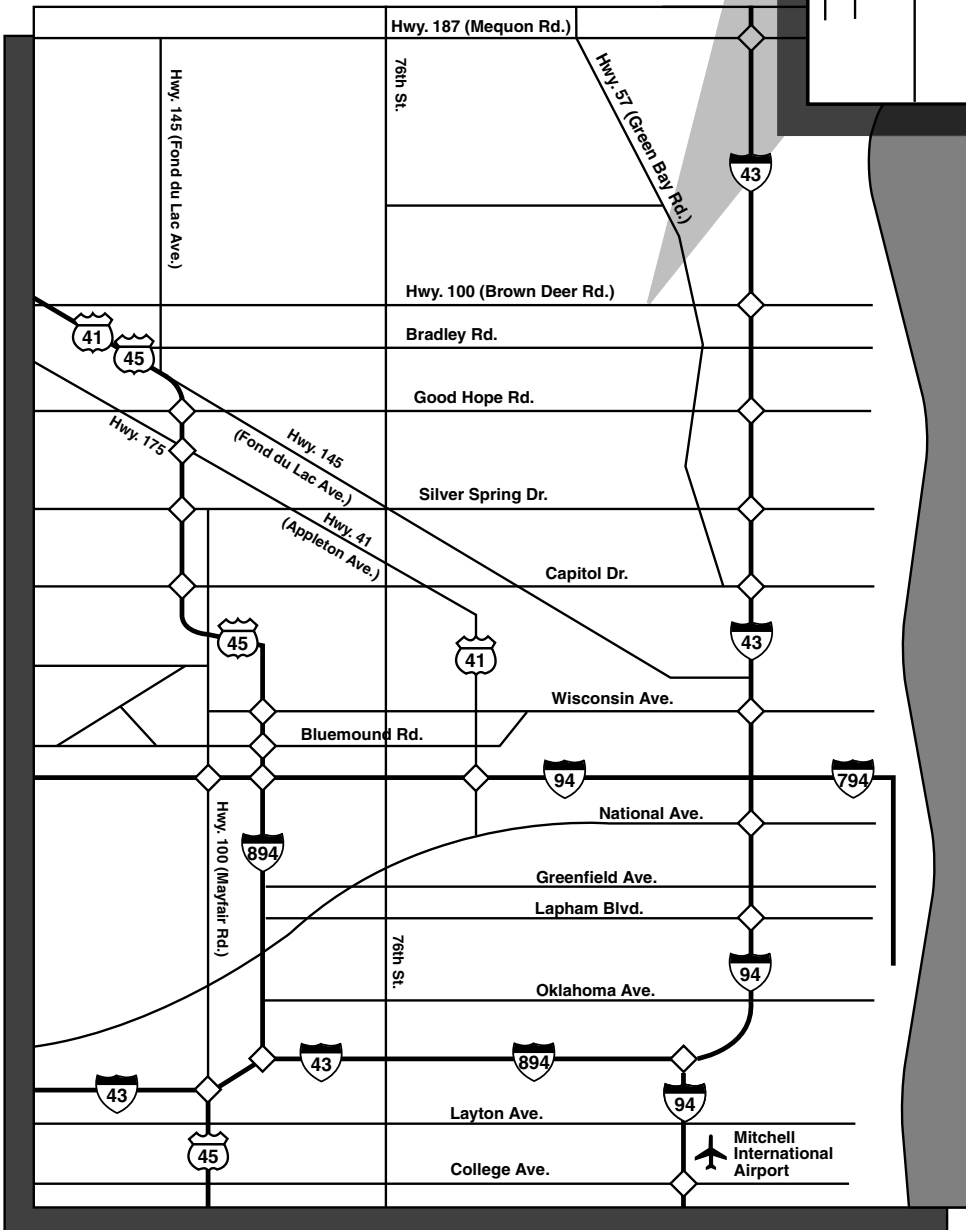 Hwy. 187 (Mequon Rd.)
Hwy. 145 (Fond du Lac Ave.)
76th St.
Hwy. 57 (Green Bay Rd.)
43
Hwy. 100 (Brown Deer Rd.)
41
Bradley Rd.
45
Good Hope Rd.
Hwy. 175
Hwy. 145
(Fond du Lac Ave.)
Silver Spring Dr.
Hwy. 41
(Appleton Ave.)
Capitol Dr.
45
43
41
Wisconsin Ave.
Bluemound Rd.
94
794
Hwy. 100 (Mayfair Rd.)
National Ave.
894
Greenfield Ave.
Lapham Blvd.
76th St.
94
Oklahoma Ave.
43
894
43
94
Layton Ave.
45
Mitchell
International
Airport
College Ave.